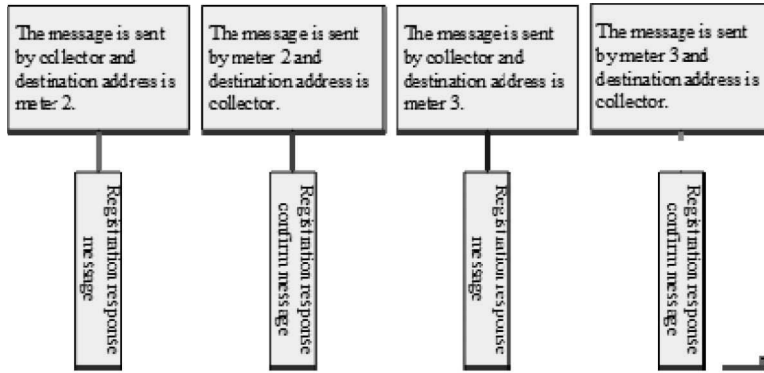 The message is sent
by collector and
destination address is
meter 2.
The message is sent
by meter 2 and
destination address is
collector.
The message is sent
by collector and
destination address is
meter 3.
The message is sent
by meter 3 and
destination address is
collector.
Registration response
message
Registration response
confirm message
Registration response
message
Registration response
confirm message